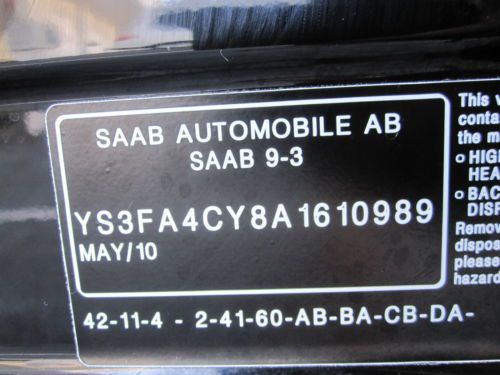 SAAB AUTOMOBILE AB
SAAB 9-3
YS3FA4CY8A1610989
MAY/10
42-11-4 - 2-41-60-AB-BA-CB-DA-
This
conta
the m
o HIG
HEA
o BAC
DISP
Remov
dispos
please
hazard